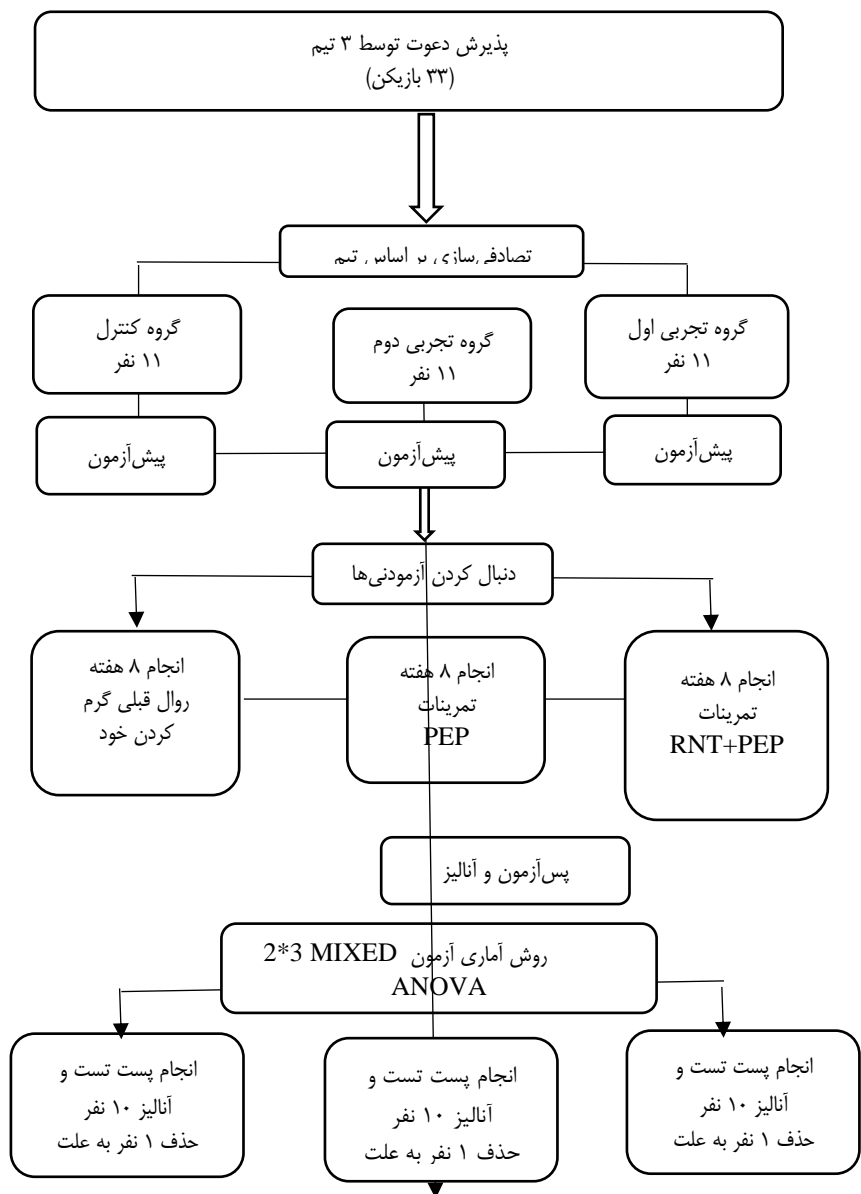 پذیرش دعوت توسط ۳ تیم
(۳۳ بازیکن)
تصادفی‌سازی بر اساس تیم
گروه تجربی اول
۱۱ نفر
گروه تجربی دوم
۱۱ نفر
گروه کنترل
۱۱ نفر
پیش‌آزمون
پیش‌آزمون
پیش‌آزمون
دنبال کردن آزمودنی‌ها
انجام ۸ هفته
تمرینات
RNT+PEP
انجام ۸ هفته
تمرینات
PEP
انجام ۸ هفته
روال قبلی گرم
کردن خود
پس‌آزمون و آنالیز
روش آماری آزمون 2*3 MIXED
ANOVA
انجام پست تست و
آنالیز ۱۰ نفر
حذف ۱ نفر به علت
انجام پست تست و
آنالیز ۱۰ نفر
حذف ۱ نفر به علت
انجام پست تست و
آنالیز ۱۰ نفر
حذف ۱ نفر به علت